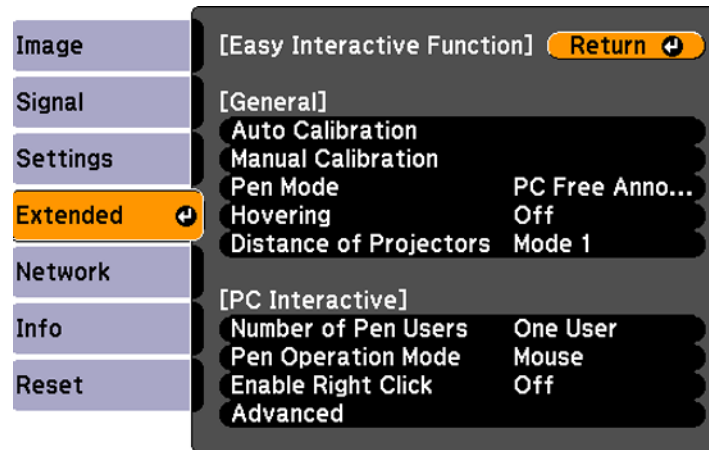 Image
Signal
Settings
Extended
Network
Info
Reset
[Easy Interactive Function] Return
[General]
Auto Calibration
Manual Calibration
Pen Mode PC Free Anno...
Hovering Off
Distance of Projectors Mode 1
[PC Interactive]
Number of Pen Users One User
Pen Operation Mode Mouse
Enable Right Click Off
Advanced